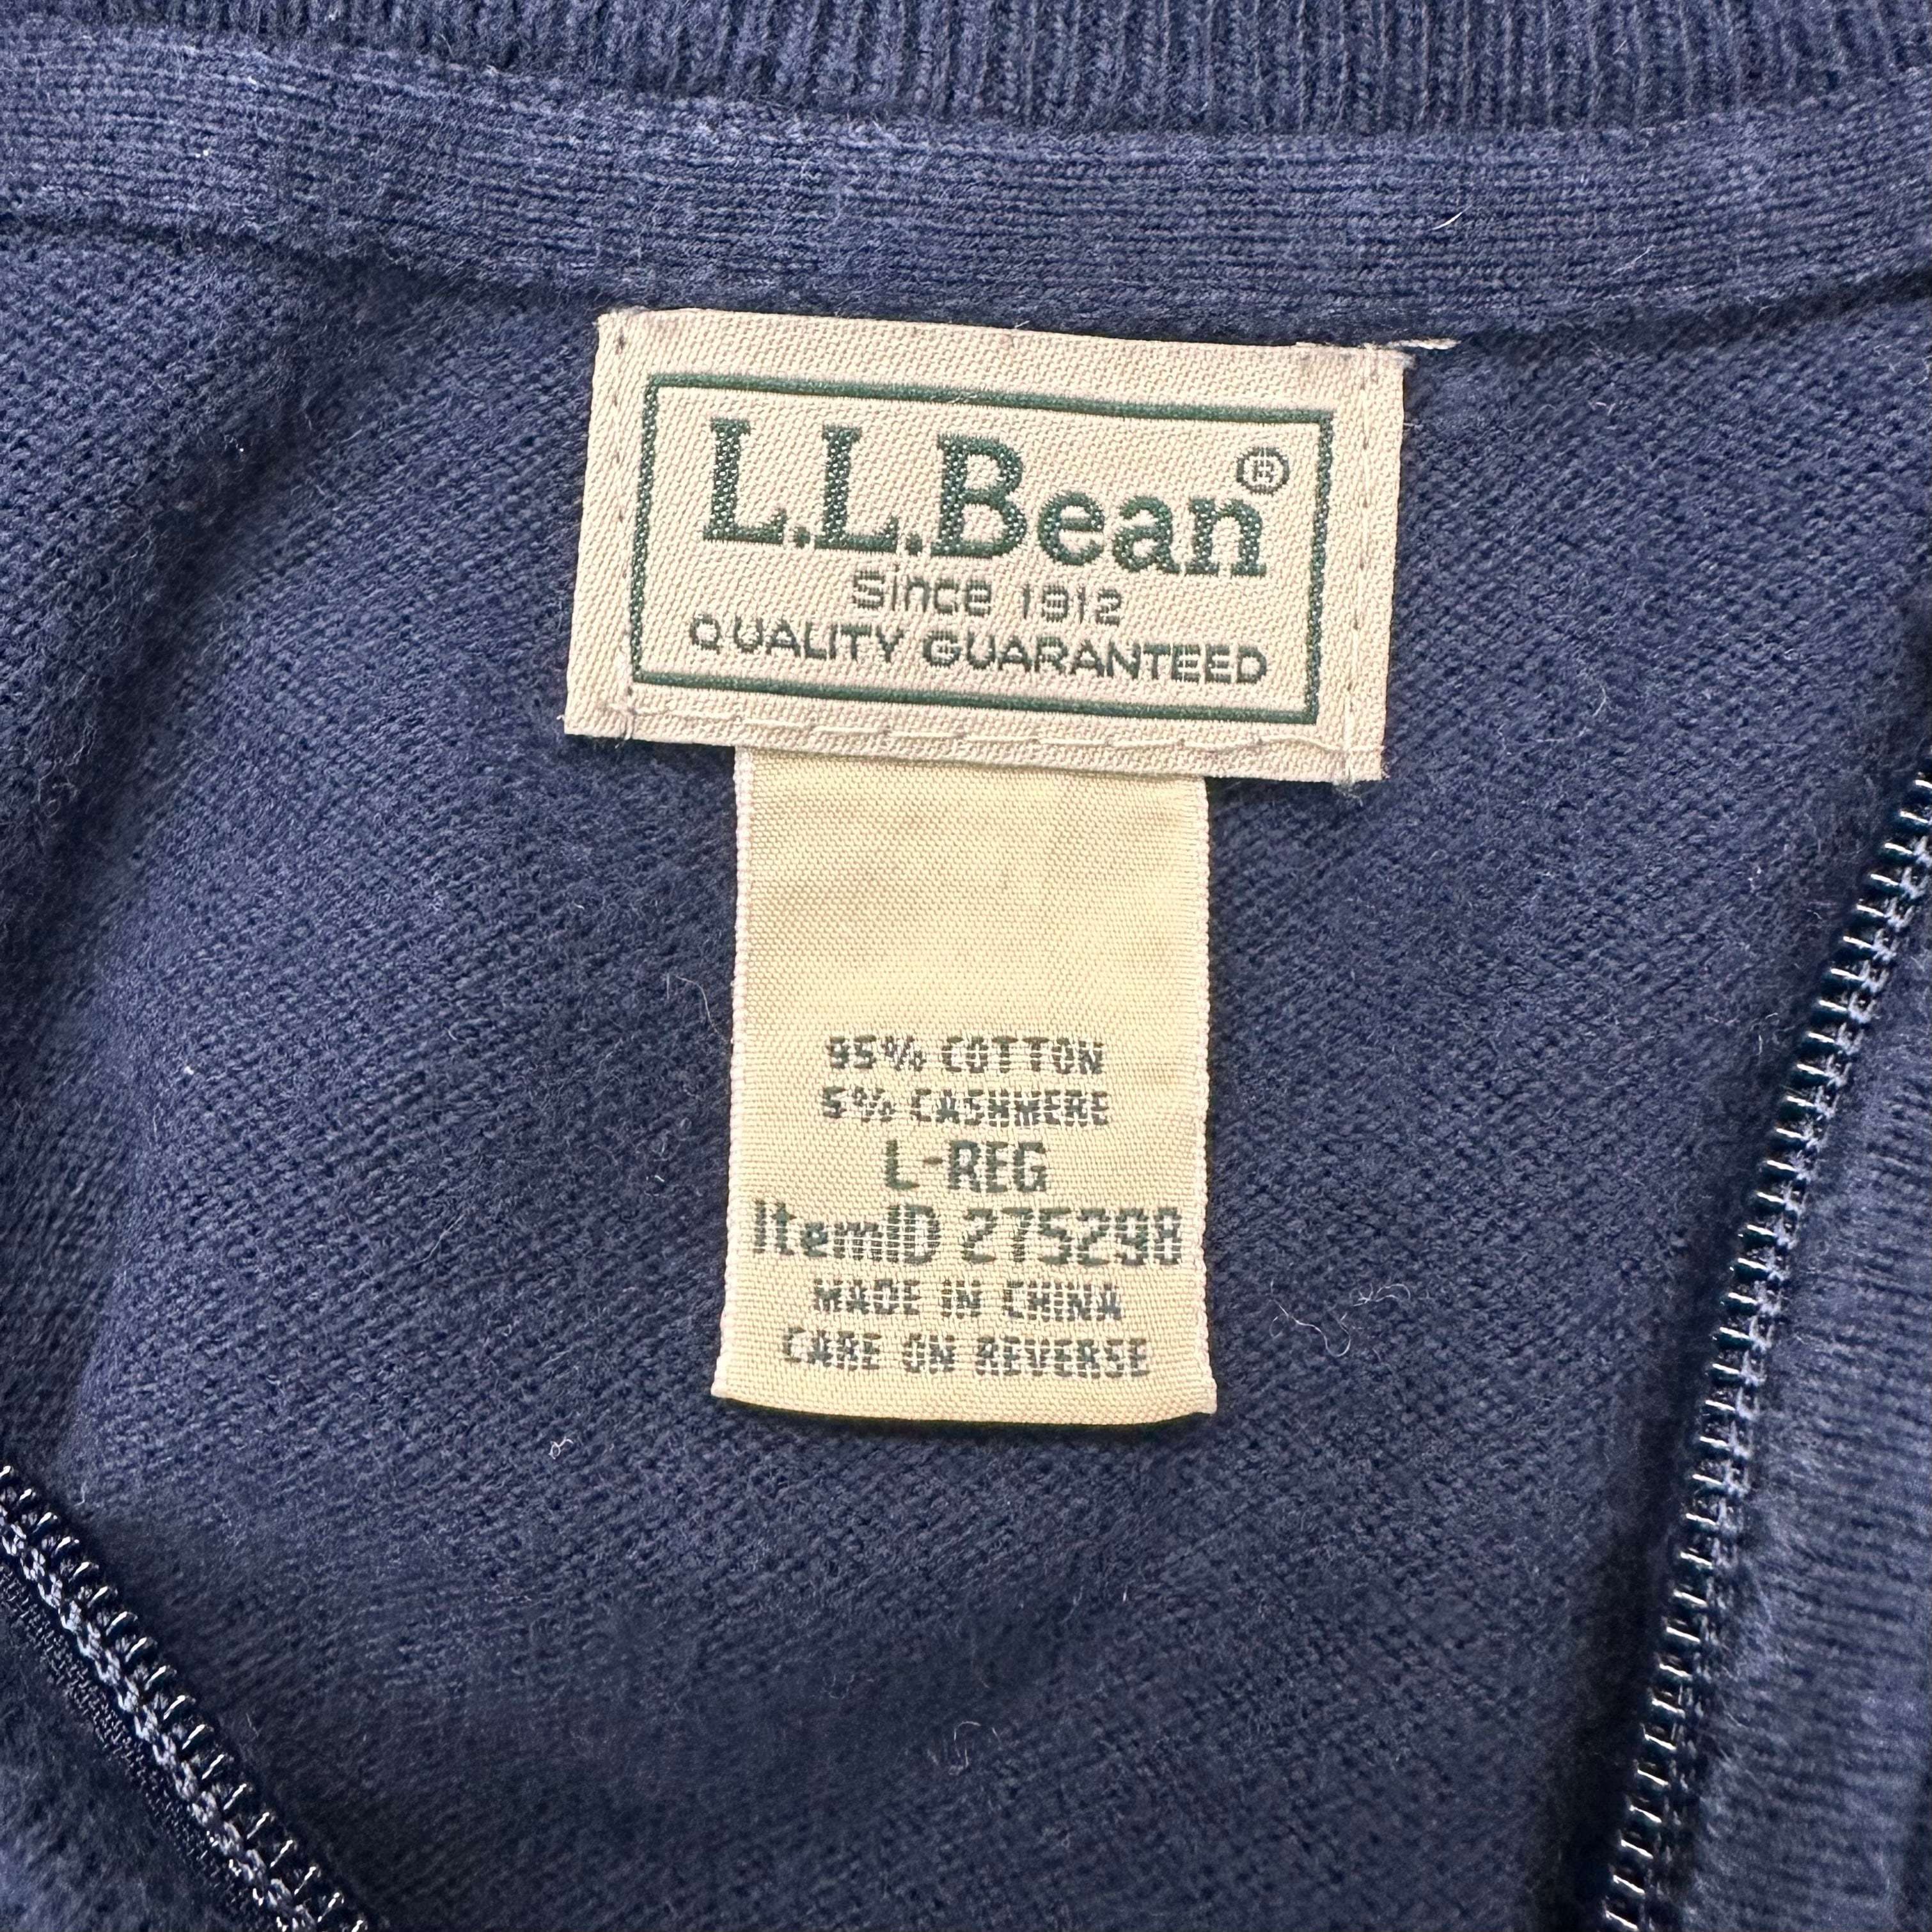 L.L.Bean®
Since 1912
QUALITY GUARANTEED
95% COTTON
5% CASHMERE
L-REG
ItemID 275298
MADE IN CHINA
CARE ON REVERSE